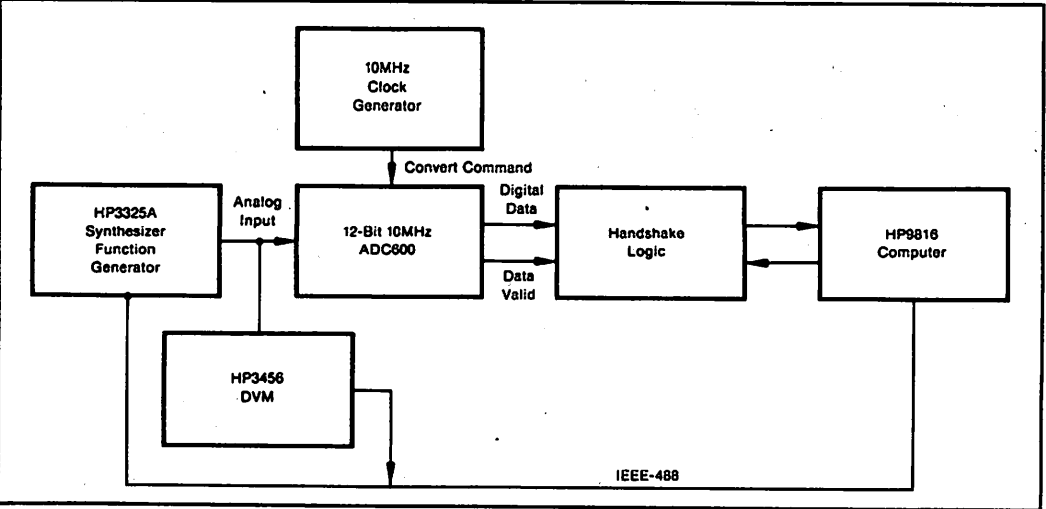 10MHz
Clock
Generator
Convert Command
HP3325A
Synthesizer
Function
Generator
Analog
Input
12-Bit 10MHz
ADC600
Digital
Data
Data
Valid
Handshake
Logic
HP9816
Computer
HP3456
DVM
IEEE-488